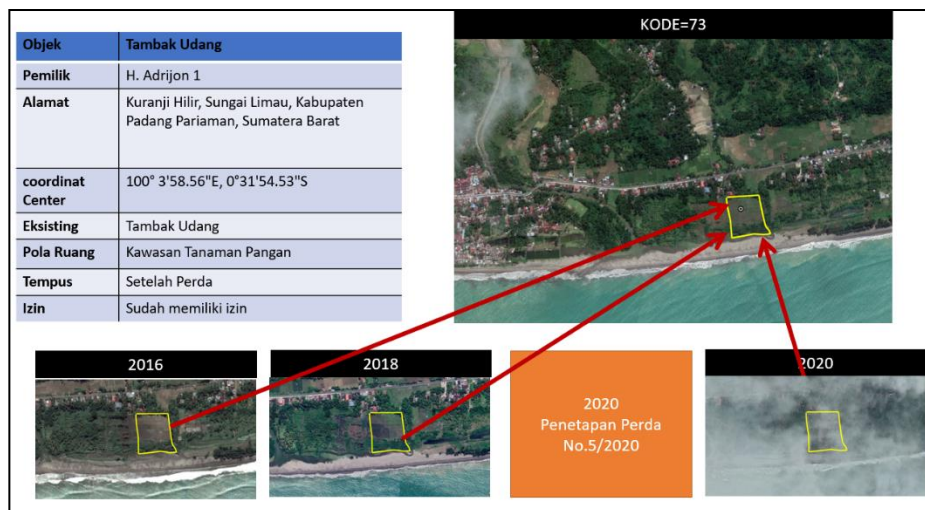 KODE=73
Objek Tambak Udang
Pemilik H. Adrijon 1
Alamat Kuranji Hilir, Sungai Limau, Kabupaten
Padang Pariaman, Sumatera Barat
coordinat 100° 3'58.56"E, 0°31'54.53"S
Center
Eksisting Tambak Udang
Pola Ruang Kawasan Tanaman Pangan
Tempus Setelah Perda
Izin Sudah memiliki izin
2016
2018
2020
Penetapan Perda
No.5/2020
2020